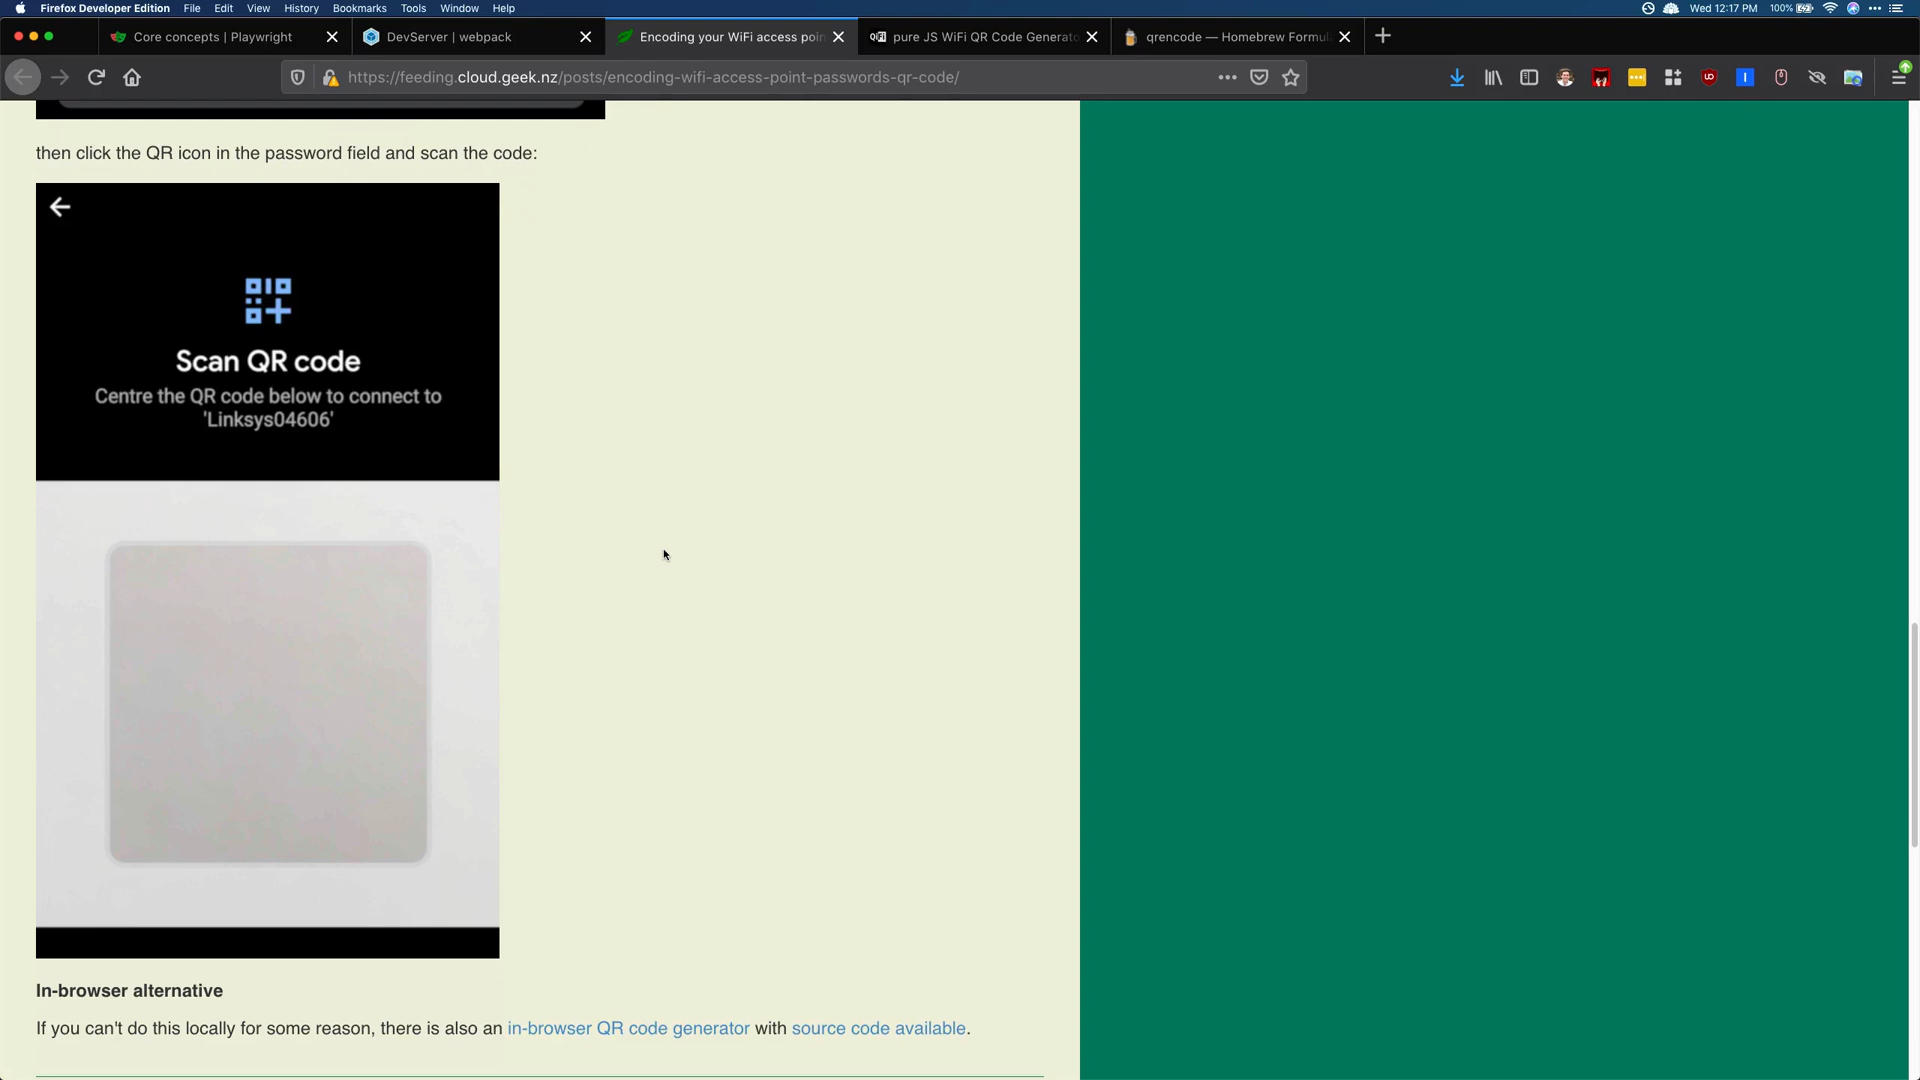 Firefox Developer Edition File Edit View History Bookmarks Tools Window Help Wed 12:17 PM 100%
Core concepts | Playwright DevServer | webpack Encoding your WiFi access poin pure JS WiFi QR Code Generato qrencode — Homebrew Formul
https://feeding.cloud.geek.nz/posts/encoding-wifi-access-point-passwords-qr-code/
then click the QR icon in the password field and scan the code:
Scan QR code
Centre the QR code below to connect to
'Linksys04606'
In-browser alternative
If you can't do this locally for some reason, there is also an in-browser QR code generator with source code available.